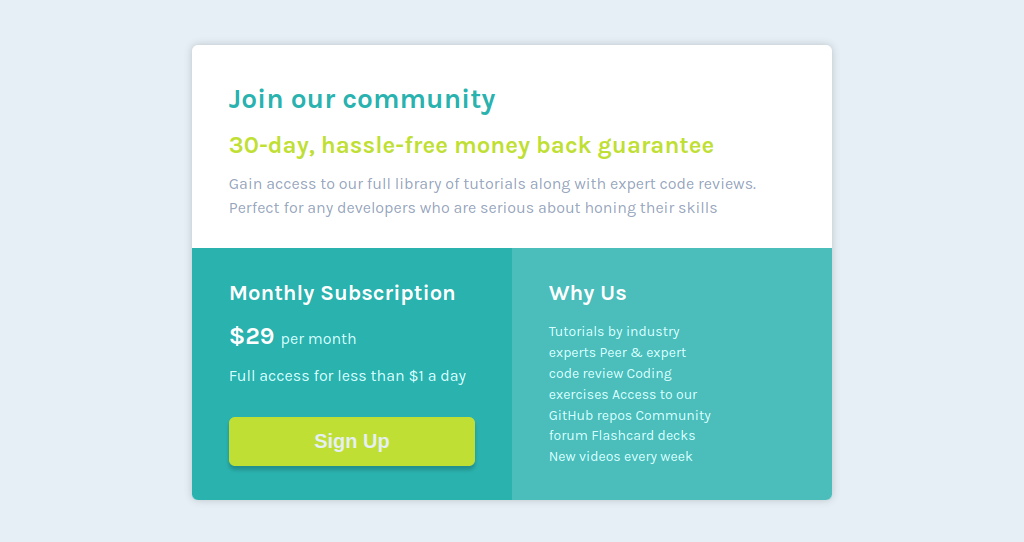 Join our community
30-day, hassle-free money back guarantee
Gain access to our full library of tutorials along with expert code reviews.
Perfect for any developers who are serious about honing their skills
Monthly Subscription
$29 per month
Full access for less than $1 a day
Sign Up
Why Us
Tutorials by industry
experts Peer & expert
code review Coding
exercises Access to our
GitHub repos Community
forum Flashcard decks
New videos every week